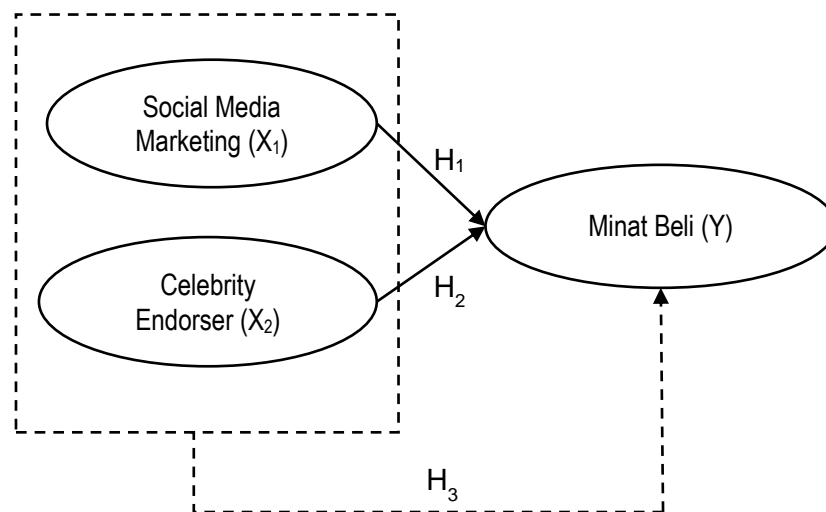 Social Media
Marketing (X₁)
H₁
Minat Beli (Y)
Celebrity
Endorser (X₂)
H₂
H₃